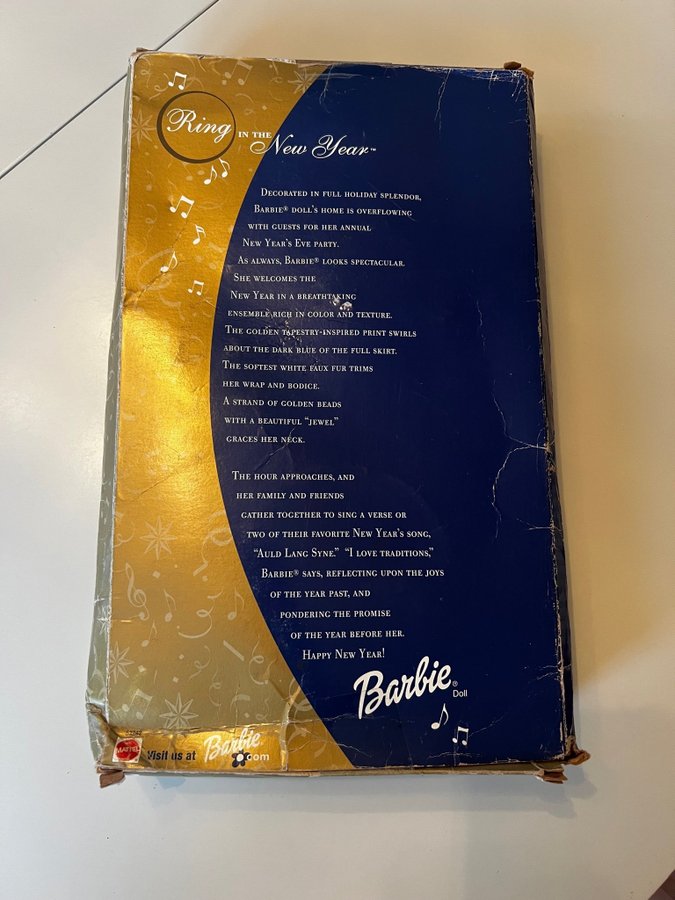 Ring IN THE New Year™
DECORATED IN FULL HOLIDAY SPLENDOR,
BARBIE® DOLL'S HOME IS OVERFLOWING
WITH GUESTS FOR HER ANNUAL
NEW YEAR'S EVE PARTY.
AS ALWAYS, BARBIE® LOOKS SPECTACULAR.
SHE WELCOMES THE
NEW YEAR IN A BREATHTAKING
ENSEMBLE RICH IN COLOR AND TEXTURE.
THE GOLDEN TAPESTRY-INSPIRED PRINT SWIRLS
ABOUT THE DARK BLUE OF THE FULL SKIRT.
THE SOFTEST WHITE FAUX FUR TRIMS
HER WRAP AND BODICE.
A STRAND OF GOLDEN BEADS
WITH A BEAUTIFUL "JEWEL"
GRACES HER NECK.
THE HOUR APPROACHES, AND
HER FAMILY AND FRIENDS
GATHER TOGETHER TO SING A VERSE OR
TWO OF THEIR FAVORITE NEW YEAR'S SONG,
"AULD LANG SYNE." "I LOVE TRADITIONS,"
BARBIE® SAYS, REFLECTING UPON THE JOYS
OF THE YEAR PAST, AND
PONDERING THE PROMISE
OF THE YEAR BEFORE HER.
HAPPY NEW YEAR!
Barbie® Doll
MATTEL Visit us at Barbie.com